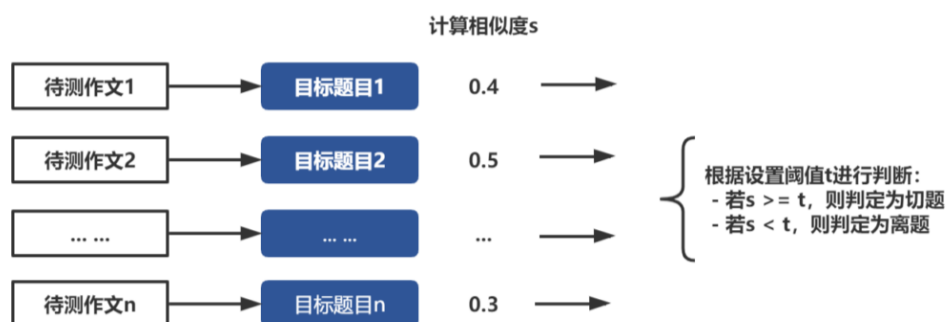 计算相似度s
待测作文1 目标题目1 0.4
待测作文2 目标题目2 0.5
... ... ... ... ...
待测作文n 目标题目n 0.3
根据设置阈值t进行判断：
- 若s >= t，则判定为切题
- 若s < t，则判定为离题